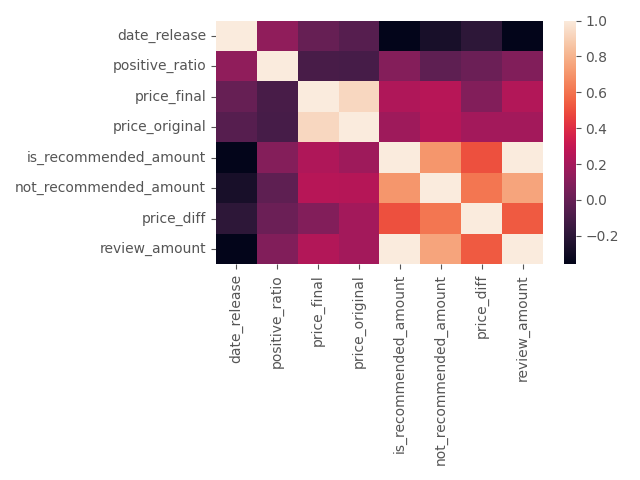 date_release
positive_ratio
price_final
price_original
is_recommended_amount
not_recommended_amount
price_diff
review_amount
date_release
positive_ratio
price_final
price_original
is_recommended_amount
not_recommended_amount
price_diff
review_amount
1.0
0.8
0.6
0.4
0.2
0.0
−0.2